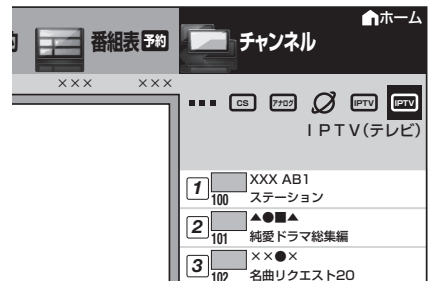 ホーム
番組表 予約 チャンネル
××× ×××
CS アナログ IPTV IPTV
IPTV(テレビ)
1 100 XXX AB1
ステーション
2 101 ▲●■▲
純愛ドラマ総集編
3 102 ××●×
名曲リクエスト20